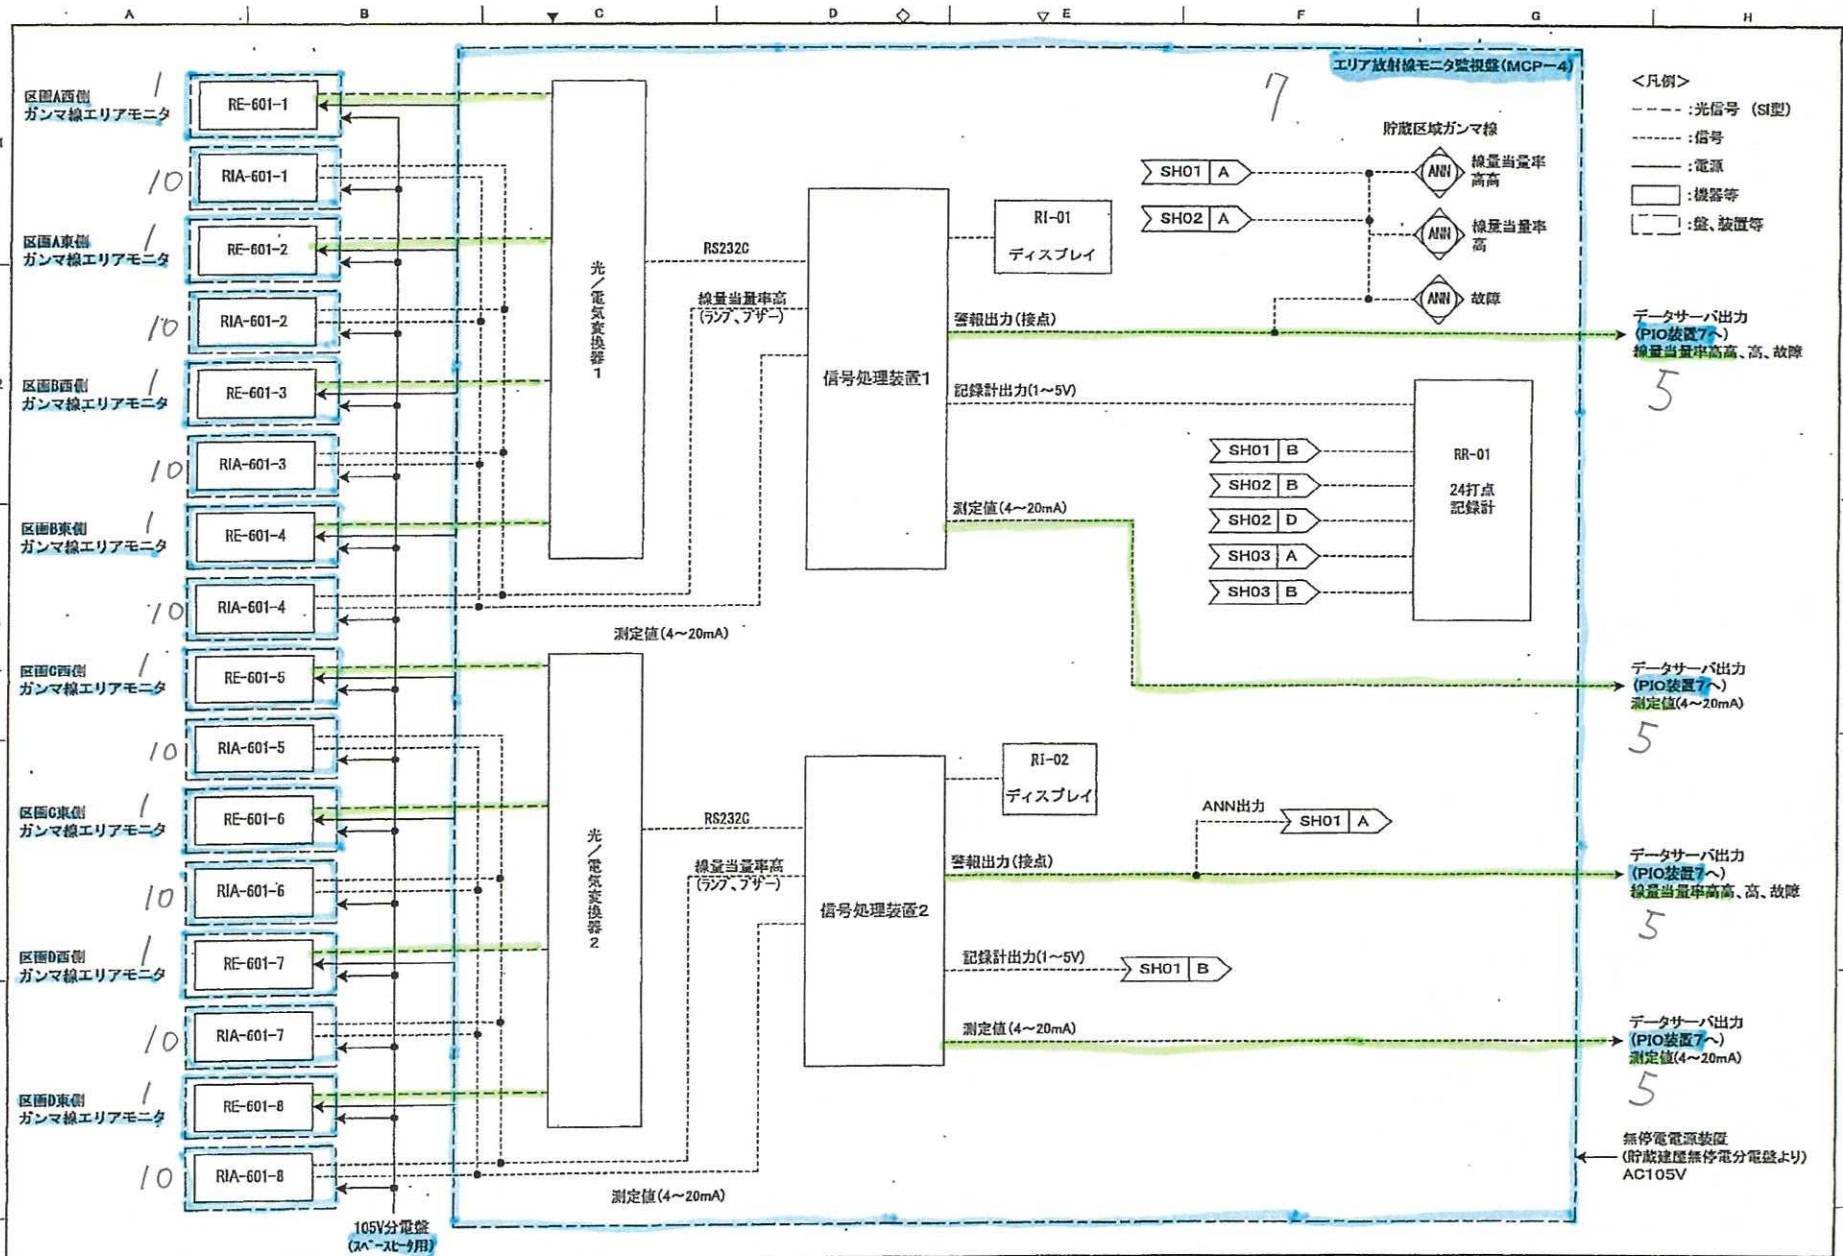 A B C D E F G H
区画A西側
ガンマ線エリアモニタ
1
RE-601-1
10
RIA-601-1
区画A東側
ガンマ線エリアモニタ
1
RE-601-2
10
RIA-601-2
区画B西側
ガンマ線エリアモニタ
1
RE-601-3
10
RIA-601-3
区画B東側
ガンマ線エリアモニタ
1
RE-601-4
10
RIA-601-4
区画C西側
ガンマ線エリアモニタ
1
RE-601-5
10
RIA-601-5
区画C東側
ガンマ線エリアモニタ
1
RE-601-6
10
RIA-601-6
区画D西側
ガンマ線エリアモニタ
1
RE-601-7
10
RIA-601-7
区画D東側
ガンマ線エリアモニタ
1
RE-601-8
10
RIA-601-8
105V分電盤
(スペースヒータ用)
光/電気変換器1
RS232C
線量当量率高
(ランプ、ブザー)
測定値(4~20mA)
信号処理装置1
RI-01
ディスプレイ
警報出力(接点)
記録計出力(1~5V)
測定値(4~20mA)
光/電気変換器2
RS232C
線量当量率高
(ランプ、ブザー)
測定値(4~20mA)
信号処理装置2
RI-02
ディスプレイ
警報出力(接点)
ANN出力
SH01 A
記録計出力(1~5V)
SH01 B
測定値(4~20mA)
エリア放射線モニタ監視盤(MCP-4)
7
貯蔵区域ガンマ線
SH01 A
SH02 A
ANN
線量当量率
高高
ANN
線量当量率
高
ANN
故障
SH01 B
SH02 B
SH02 D
SH03 A
SH03 B
RR-01
24打点
記録計
<凡例>
:光信号 (SI型)
:信号
:電源
:機器等
:盤、装置等
データサーバ出力
(PIO装置7へ)
線量当量率高高、高、故障
5
データサーバ出力
(PIO装置7へ)
測定値(4~20mA)
5
データサーバ出力
(PIO装置7へ)
線量当量率高高、高、故障
5
データサーバ出力
(PIO装置7へ)
測定値(4~20mA)
5
無停電電源装置
(貯蔵建屋無停電分電盤より)
AC105V